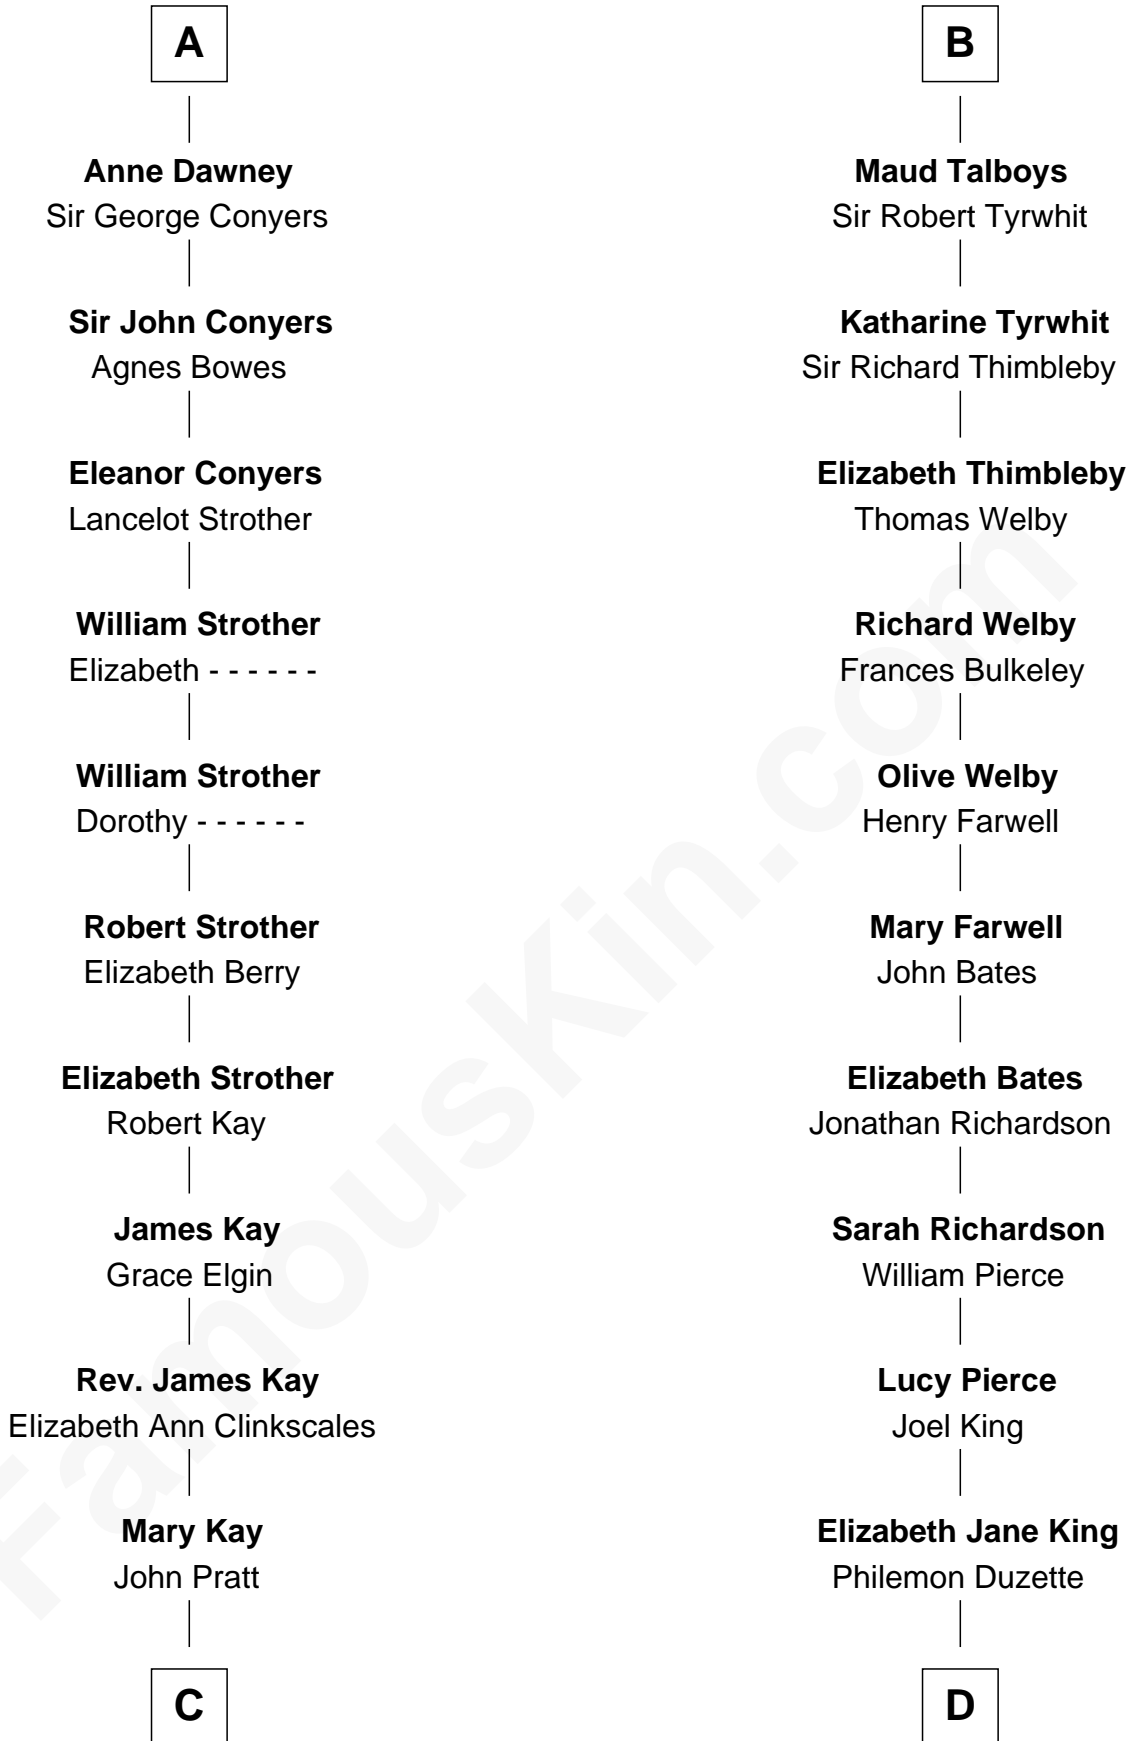 A
Anne Dawney
Sir George Conyers
Sir John Conyers
Agnes Bowes
Eleanor Conyers
Lancelot Strother
William Strother
Elizabeth - - - - - -
William Strother
Dorothy - - - - - -
Robert Strother
Elizabeth Berry
Elizabeth Strother
Robert Kay
James Kay
Grace Elgin
Rev. James Kay
Elizabeth Ann Clinkscales
Mary Kay
John Pratt
C
B
Maud Talboys
Sir Robert Tyrwhit
Katharine Tyrwhit
Sir Richard Thimbleby
Elizabeth Thimbleby
Thomas Welby
Richard Welby
Frances Bulkeley
Olive Welby
Henry Farwell
Mary Farwell
John Bates
Elizabeth Bates
Jonathan Richardson
Sarah Richardson
William Pierce
Lucy Pierce
Joel King
Elizabeth Jane King
Philemon Duzette
D
FamousKin.com